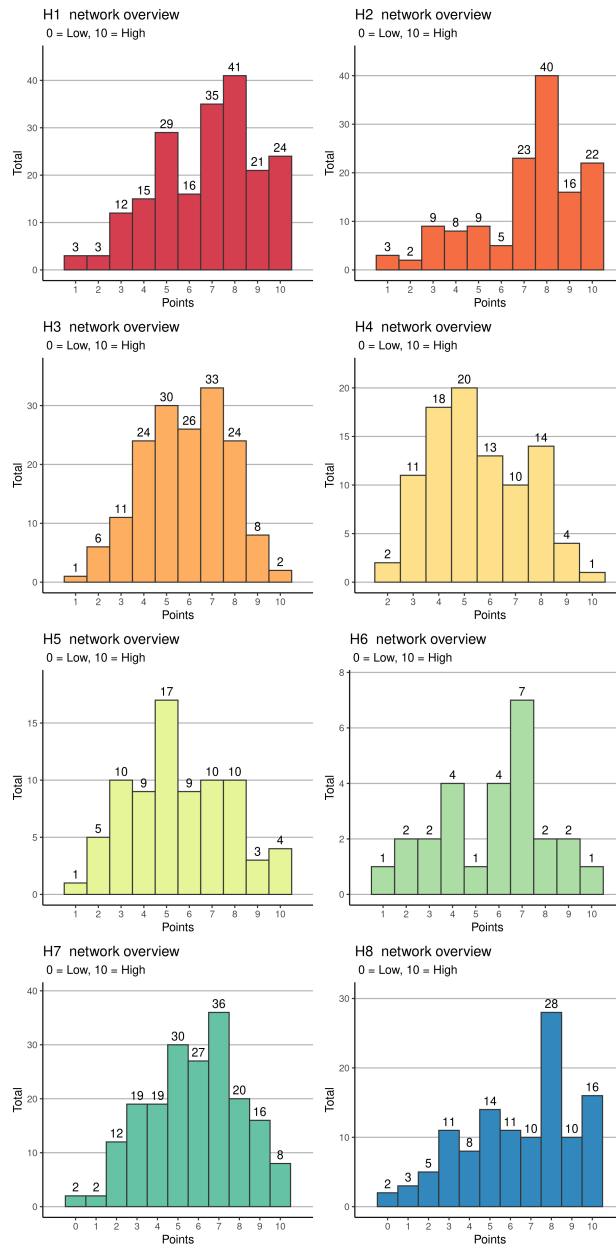 H1  network overview
0 = Low, 10 = High
Total
40
30
20
10
0
3 3 12 15 29 16 35 41 21 24
1 2 3 4 5 6 7 8 9 10
Points
H2  network overview
0 = Low, 10 = High
Total
40
30
20
10
0
3 2 9 8 9 5 23 40 16 22
1 2 3 4 5 6 7 8 9 10
Points
H3  network overview
0 = Low, 10 = High
Total
30
20
10
0
1 6 11 24 30 26 33 24 8 2
1 2 3 4 5 6 7 8 9 10
Points
H4  network overview
0 = Low, 10 = High
Total
20
15
10
5
0
2 11 18 20 13 10 14 4 1
2 3 4 5 6 7 8 9 10
Points
H5  network overview
0 = Low, 10 = High
Total
15
10
5
0
1 5 10 9 17 9 10 10 3 4
1 2 3 4 5 6 7 8 9 10
Points
H6  network overview
0 = Low, 10 = High
Total
8
6
4
2
0
1 2 2 4 1 4 7 2 2 1
1 2 3 4 5 6 7 8 9 10
Points
H7  network overview
0 = Low, 10 = High
Total
40
30
20
10
0
2 2 12 19 19 30 27 36 20 16 8
0 1 2 3 4 5 6 7 8 9 10
Points
H8  network overview
0 = Low, 10 = High
Total
30
20
10
0
2 3 5 11 8 14 11 10 28 10 16
0 1 2 3 4 5 6 7 8 9 10
Points